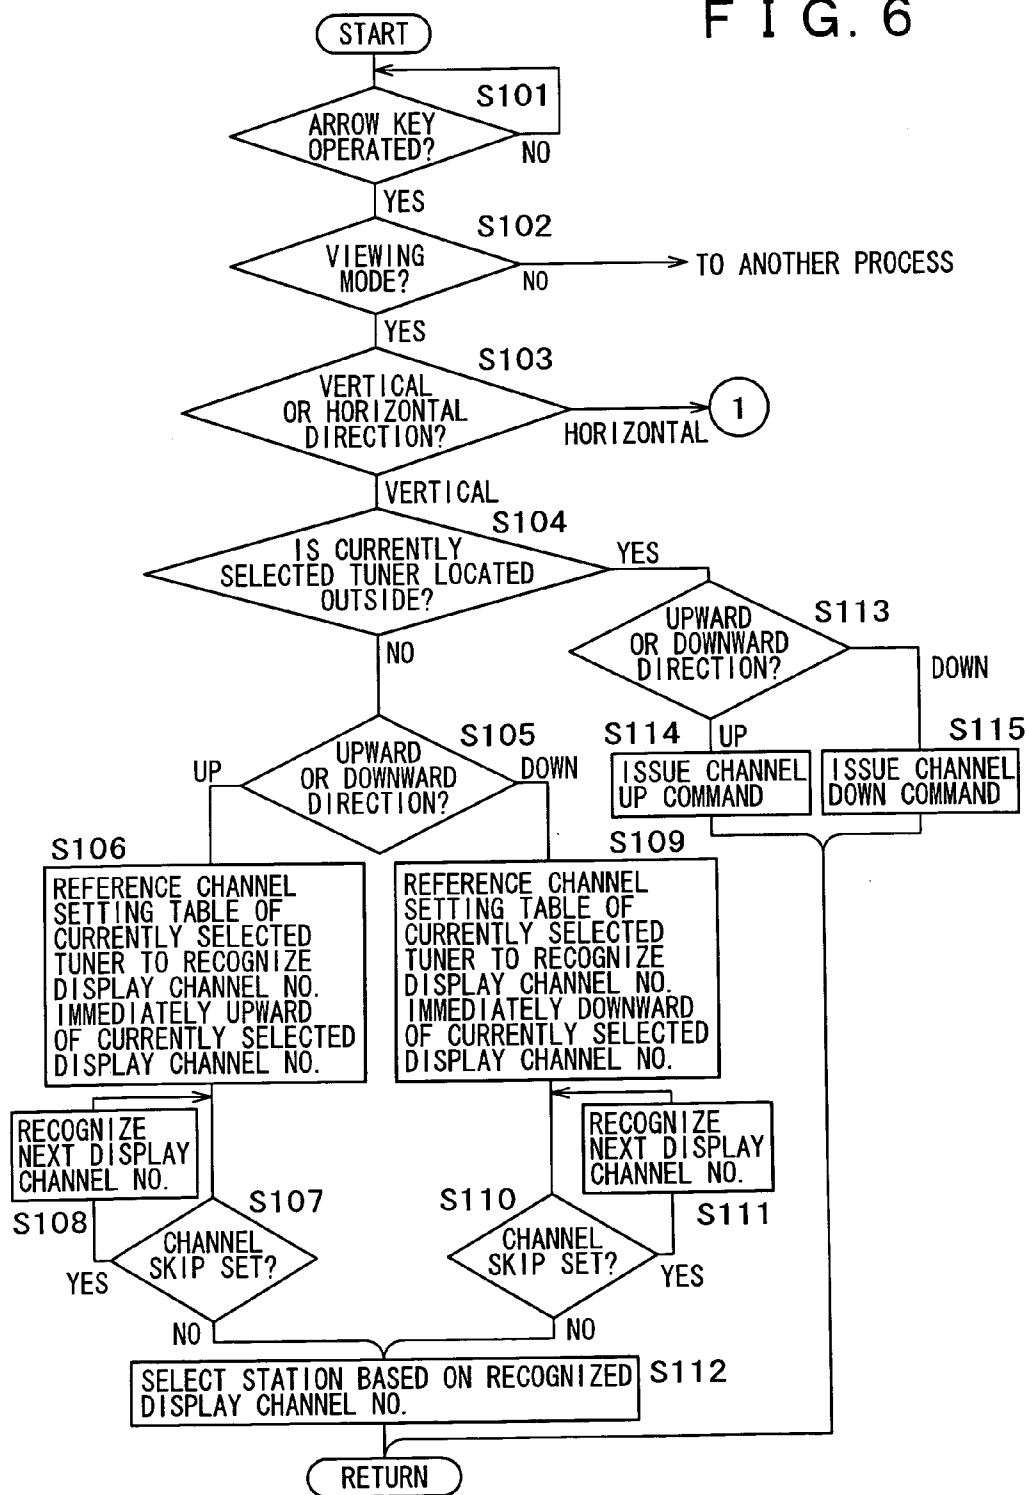 FIG. 6
START
S101
ARROW KEY
OPERATED?
NO
YES
S102
VIEWING
MODE?
NO
TO ANOTHER PROCESS
YES
S103
VERTICAL
OR HORIZONTAL
DIRECTION?
HORIZONTAL
1
VERTICAL
S104
IS CURRENTLY
SELECTED TUNER LOCATED
OUTSIDE?
YES
NO
S113
UPWARD
OR DOWNWARD
DIRECTION?
DOWN
UP
S114
ISSUE CHANNEL
UP COMMAND
S115
ISSUE CHANNEL
DOWN COMMAND
S105
UPWARD
OR DOWNWARD
DIRECTION?
UP
DOWN
S106
REFERENCE CHANNEL
SETTING TABLE OF
CURRENTLY SELECTED
TUNER TO RECOGNIZE
DISPLAY CHANNEL NO.
IMMEDIATELY UPWARD
OF CURRENTLY SELECTED
DISPLAY CHANNEL NO.
S109
REFERENCE CHANNEL
SETTING TABLE OF
CURRENTLY SELECTED
TUNER TO RECOGNIZE
DISPLAY CHANNEL NO.
IMMEDIATELY DOWNWARD
OF CURRENTLY SELECTED
DISPLAY CHANNEL NO.
RECOGNIZE
NEXT DISPLAY
CHANNEL NO.
S108
S107
CHANNEL
SKIP SET?
YES
NO
RECOGNIZE
NEXT DISPLAY
CHANNEL NO.
S111
S110
CHANNEL
SKIP SET?
YES
NO
SELECT STATION BASED ON RECOGNIZED
DISPLAY CHANNEL NO.
S112
RETURN